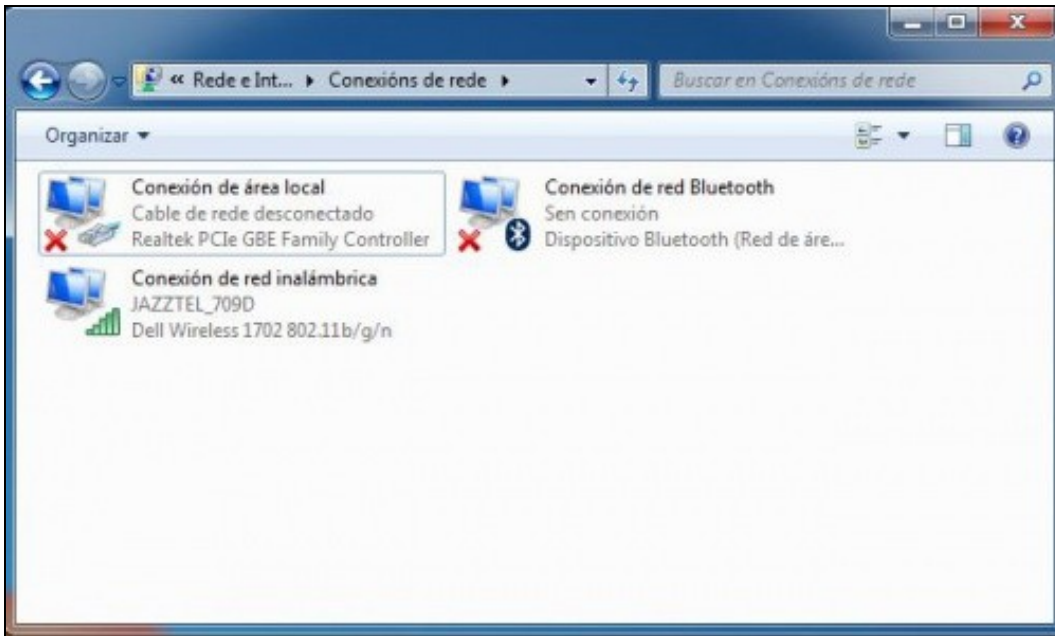 « Rede e Int... ▸ Conexións de rede ▸
Buscar en Conexións de rede
Organizar
Conexión de área local
Cable de rede desconectado
Realtek PCIe GBE Family Controller
Conexión de red Bluetooth
Sen conexión
Dispositivo Bluetooth (Red de áre...
Conexión de red inalámbrica
JAZZTEL_709D
Dell Wireless 1702 802.11b/g/n